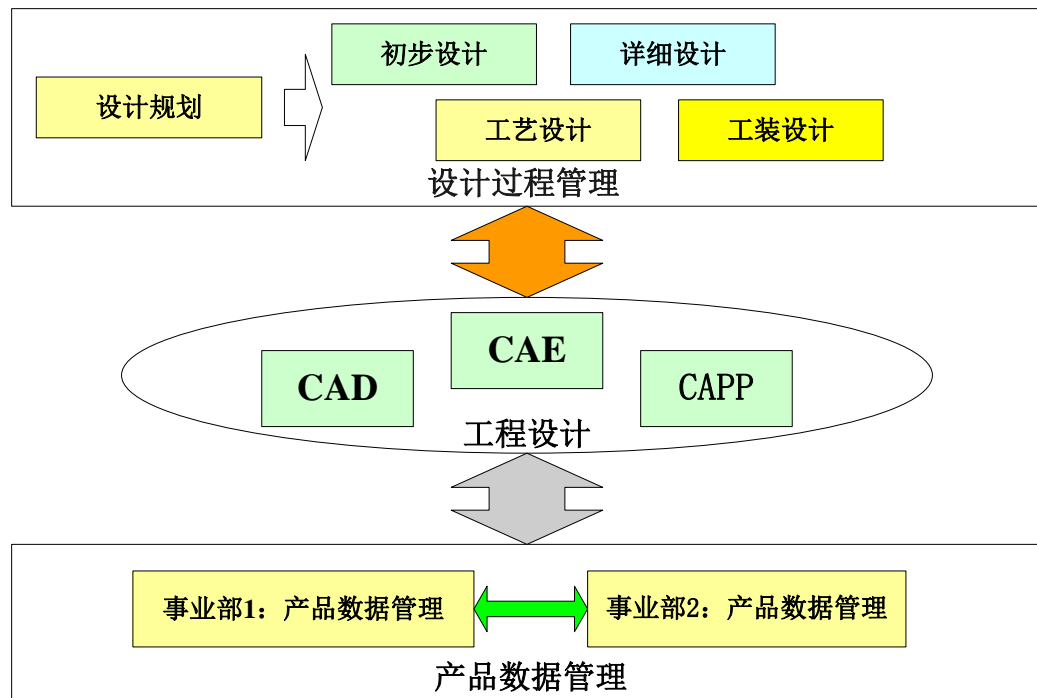 初步设计
详细设计
设计规划
工艺设计
工装设计
设计过程管理
CAE
CAD
CAPP
工程设计
事业部1：产品数据管理
事业部2：产品数据管理
产品数据管理